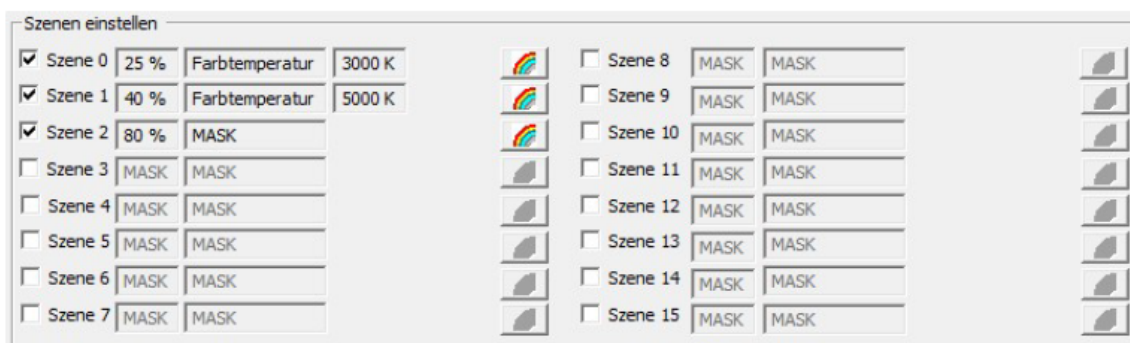 Szenen einstellen
Szene 0 25 % Farbtemperatur 3000 K
Szene 1 40 % Farbtemperatur 5000 K
Szene 2 80 % MASK
Szene 3 MASK MASK
Szene 4 MASK MASK
Szene 5 MASK MASK
Szene 6 MASK MASK
Szene 7 MASK MASK
Szene 8 MASK MASK
Szene 9 MASK MASK
Szene 10 MASK MASK
Szene 11 MASK MASK
Szene 12 MASK MASK
Szene 13 MASK MASK
Szene 14 MASK MASK
Szene 15 MASK MASK